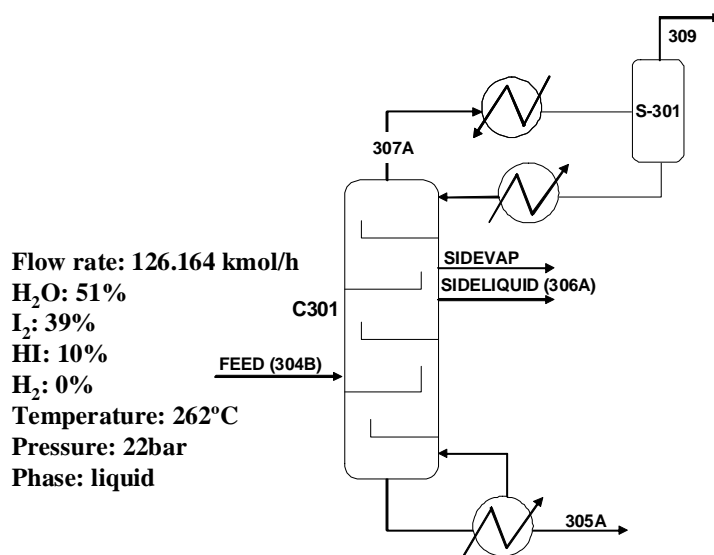 309
S-301
307A
Flow rate: 126.164 kmol/h
H₂O: 51%
I₂: 39%
HI: 10%
H₂: 0%
Temperature: 262ºC
Pressure: 22bar
Phase: liquid
SIDEVAP
SIDELIQUID (306A)
C301
FEED (304B)
305A